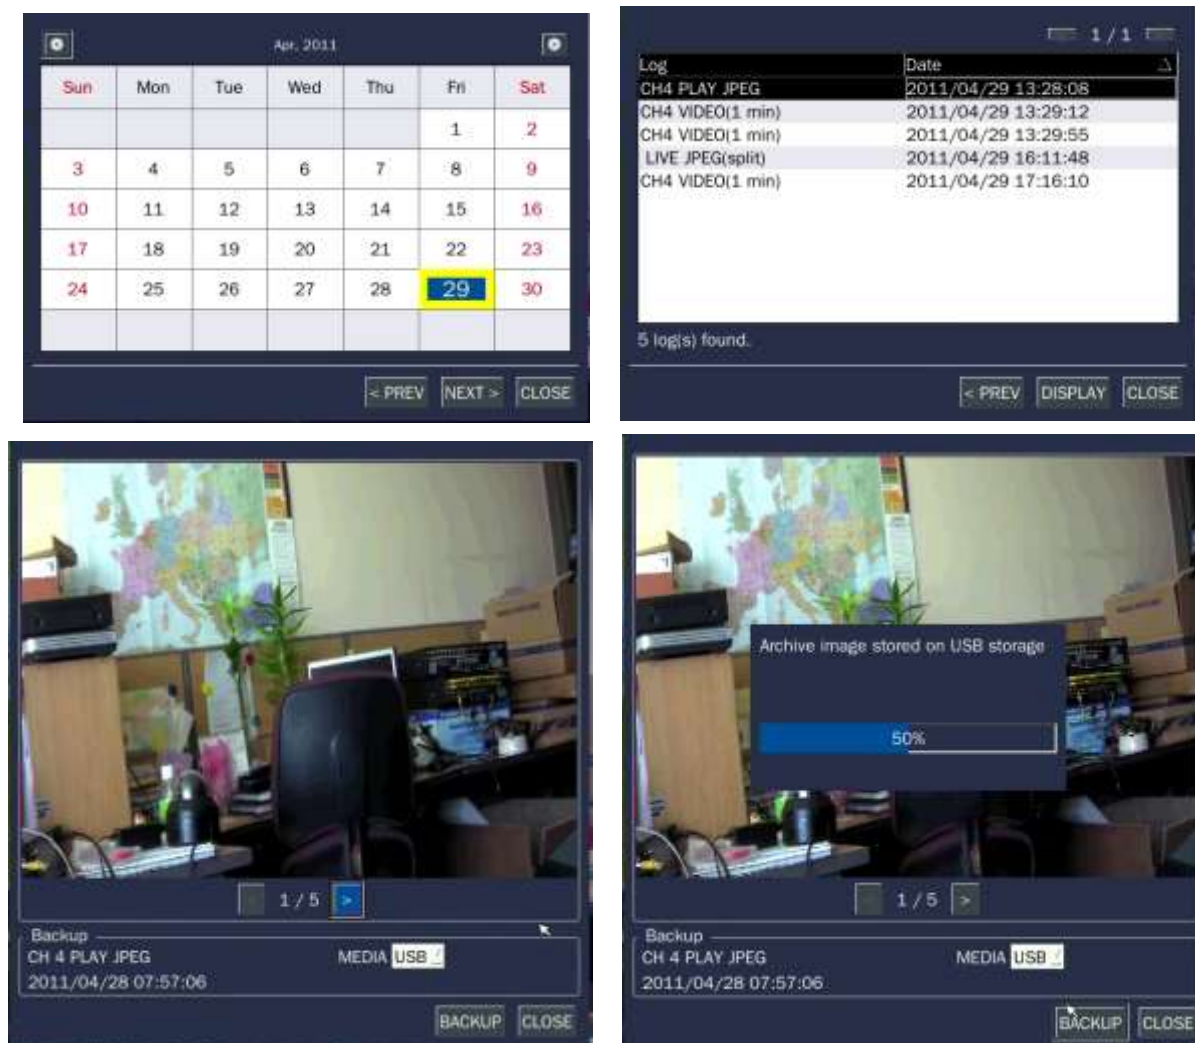 Apr, 2011
Sun Mon Tue Wed Thu Fri Sat
1 2
3 4 5 6 7 8 9
10 11 12 13 14 15 16
17 18 19 20 21 22 23
24 25 26 27 28 29 30
< PREV NEXT > CLOSE
1 / 1
Log Date
CH4 PLAY JPEG 2011/04/29 13:28:08
CH4 VIDEO(1 min) 2011/04/29 13:29:12
CH4 VIDEO(1 min) 2011/04/29 13:29:55
LIVE JPEG(split) 2011/04/29 16:11:48
CH4 VIDEO(1 min) 2011/04/29 17:16:10
5 log(s) found.
< PREV DISPLAY CLOSE
1 / 5 >
Backup
CH 4 PLAY JPEG MEDIA USB
2011/04/28 07:57:06
BACKUP CLOSE
Archive image stored on USB storage
50%
1 / 5 >
Backup
CH 4 PLAY JPEG MEDIA USB
2011/04/28 07:57:06
BACKUP CLOSE